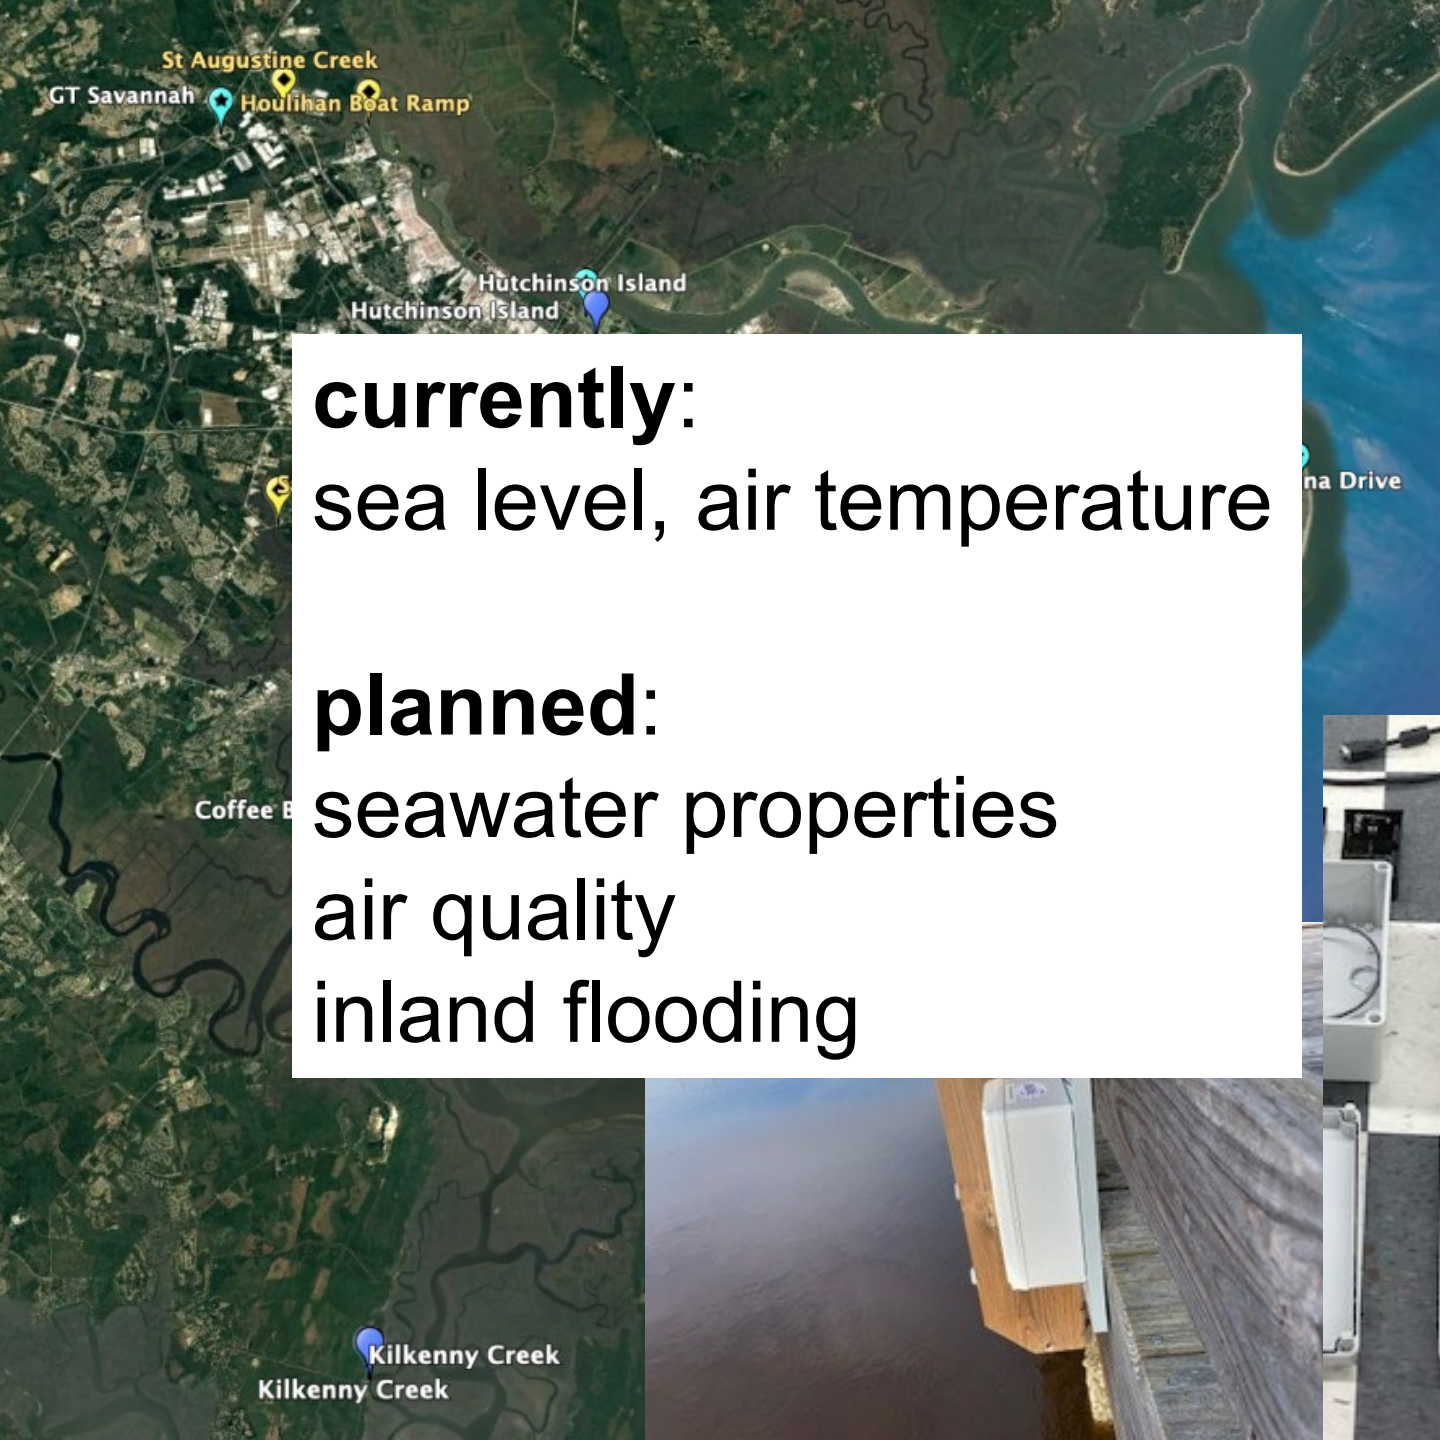 St Augustine Creek
GT Savannah
Houlihan Boat Ramp
Hutchinson Island
Hutchinson Island
currently:
sea level, air temperature
na Drive
planned:
seawater properties
Coffee
air quality
inland flooding
Kilkenny Creek
Kilkenny Creek